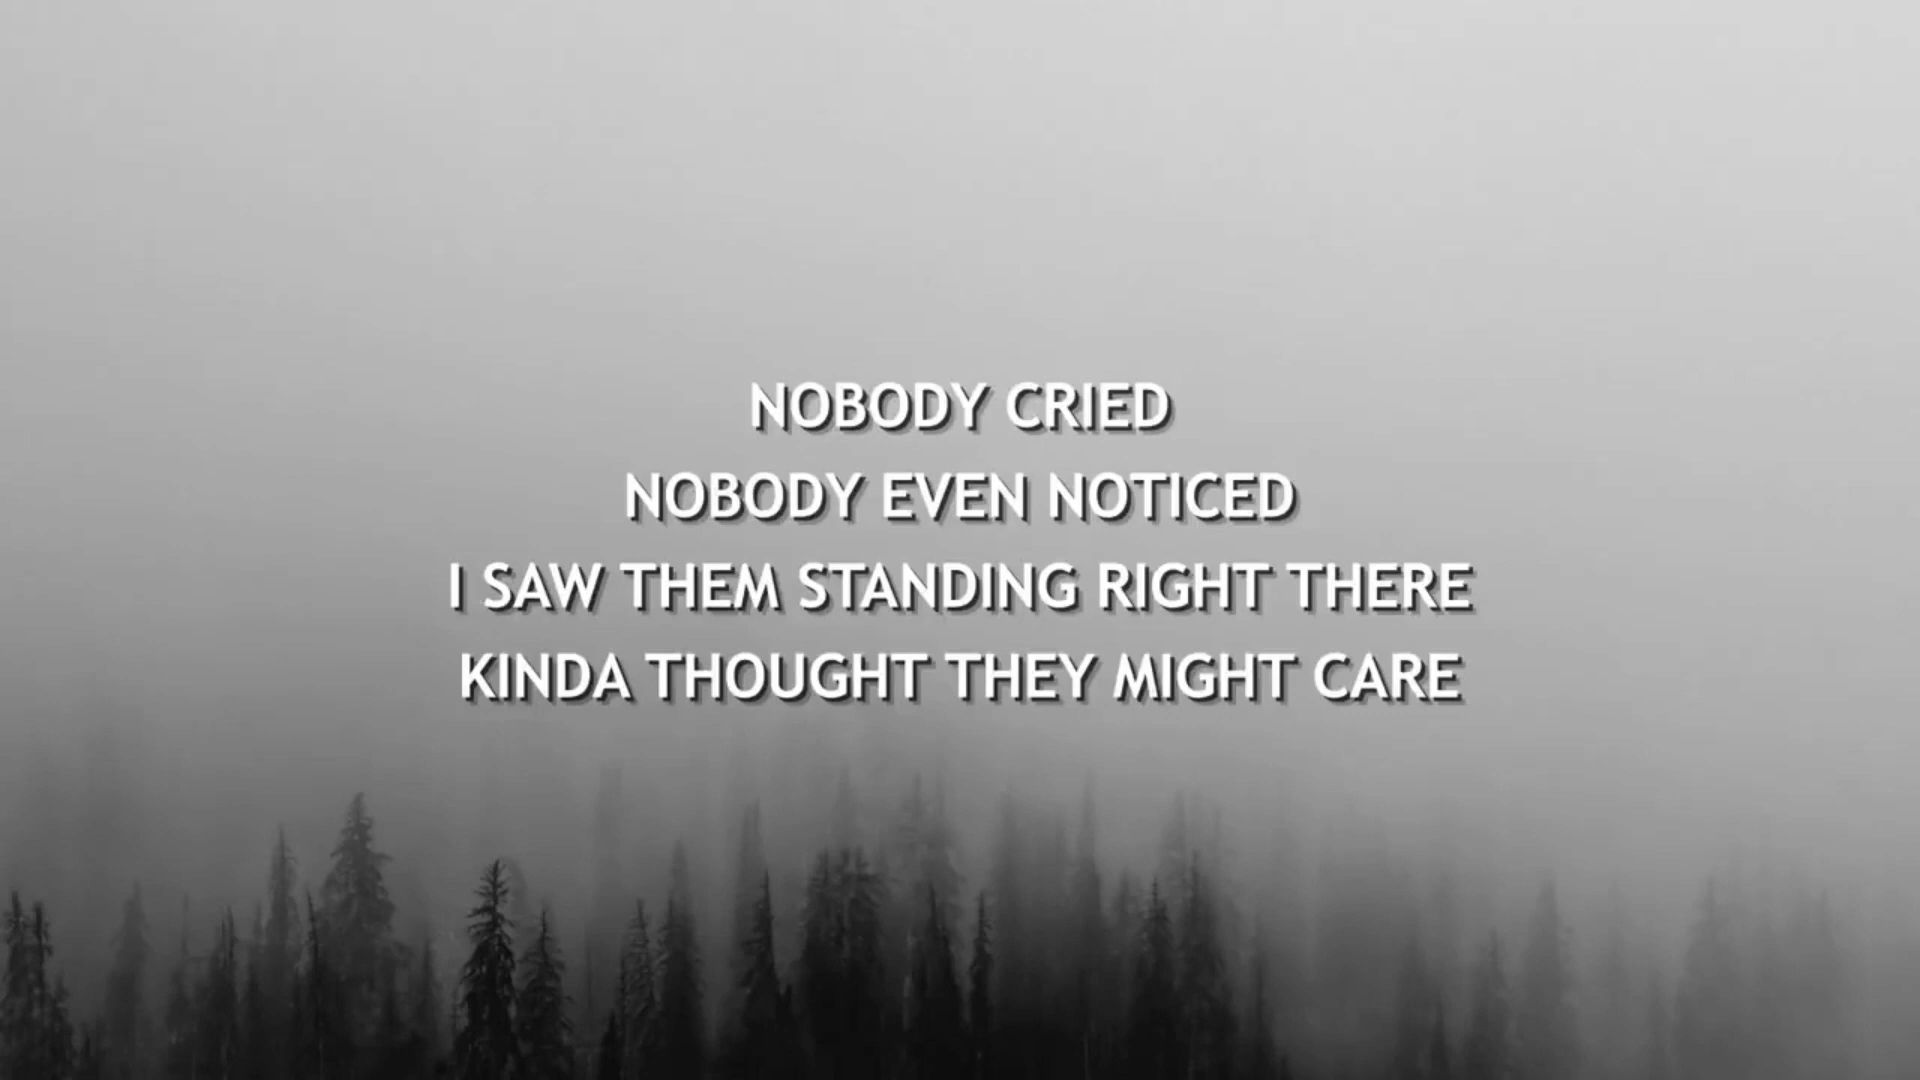 NOBODY CRIED
NOBODY EVEN NOTICED
I SAW THEM STANDING RIGHT THERE
KINDA THOUGHT THEY MIGHT CARE